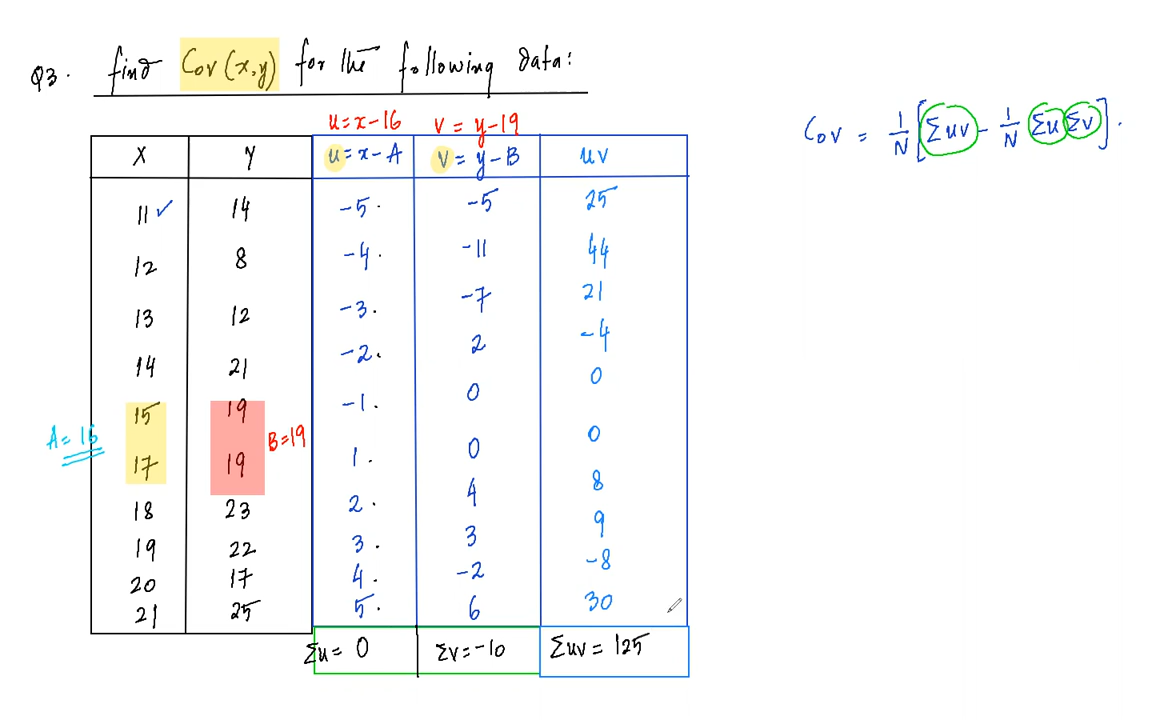 Q3. find Cov(x,y) for the following data:
u=x-16 v=y-19
X Y u=x-A v=y-B uv
11 ✓ 14 -5. -5 25
12 8 -4. -11 44
13 12 -3. -7 21
14 21 -2. 2 -4
15 19 -1. 0 0
A=16 B=19
17 19 1. 0 0
18 23 2. 4 8
19 22 3. 3 9
20 17 4. -2 -8
21 25 5. 6 30
Σu= 0 Σv=-10 Σuv = 125
Cov = 1/N [Σuv - 1/N Σu Σv].